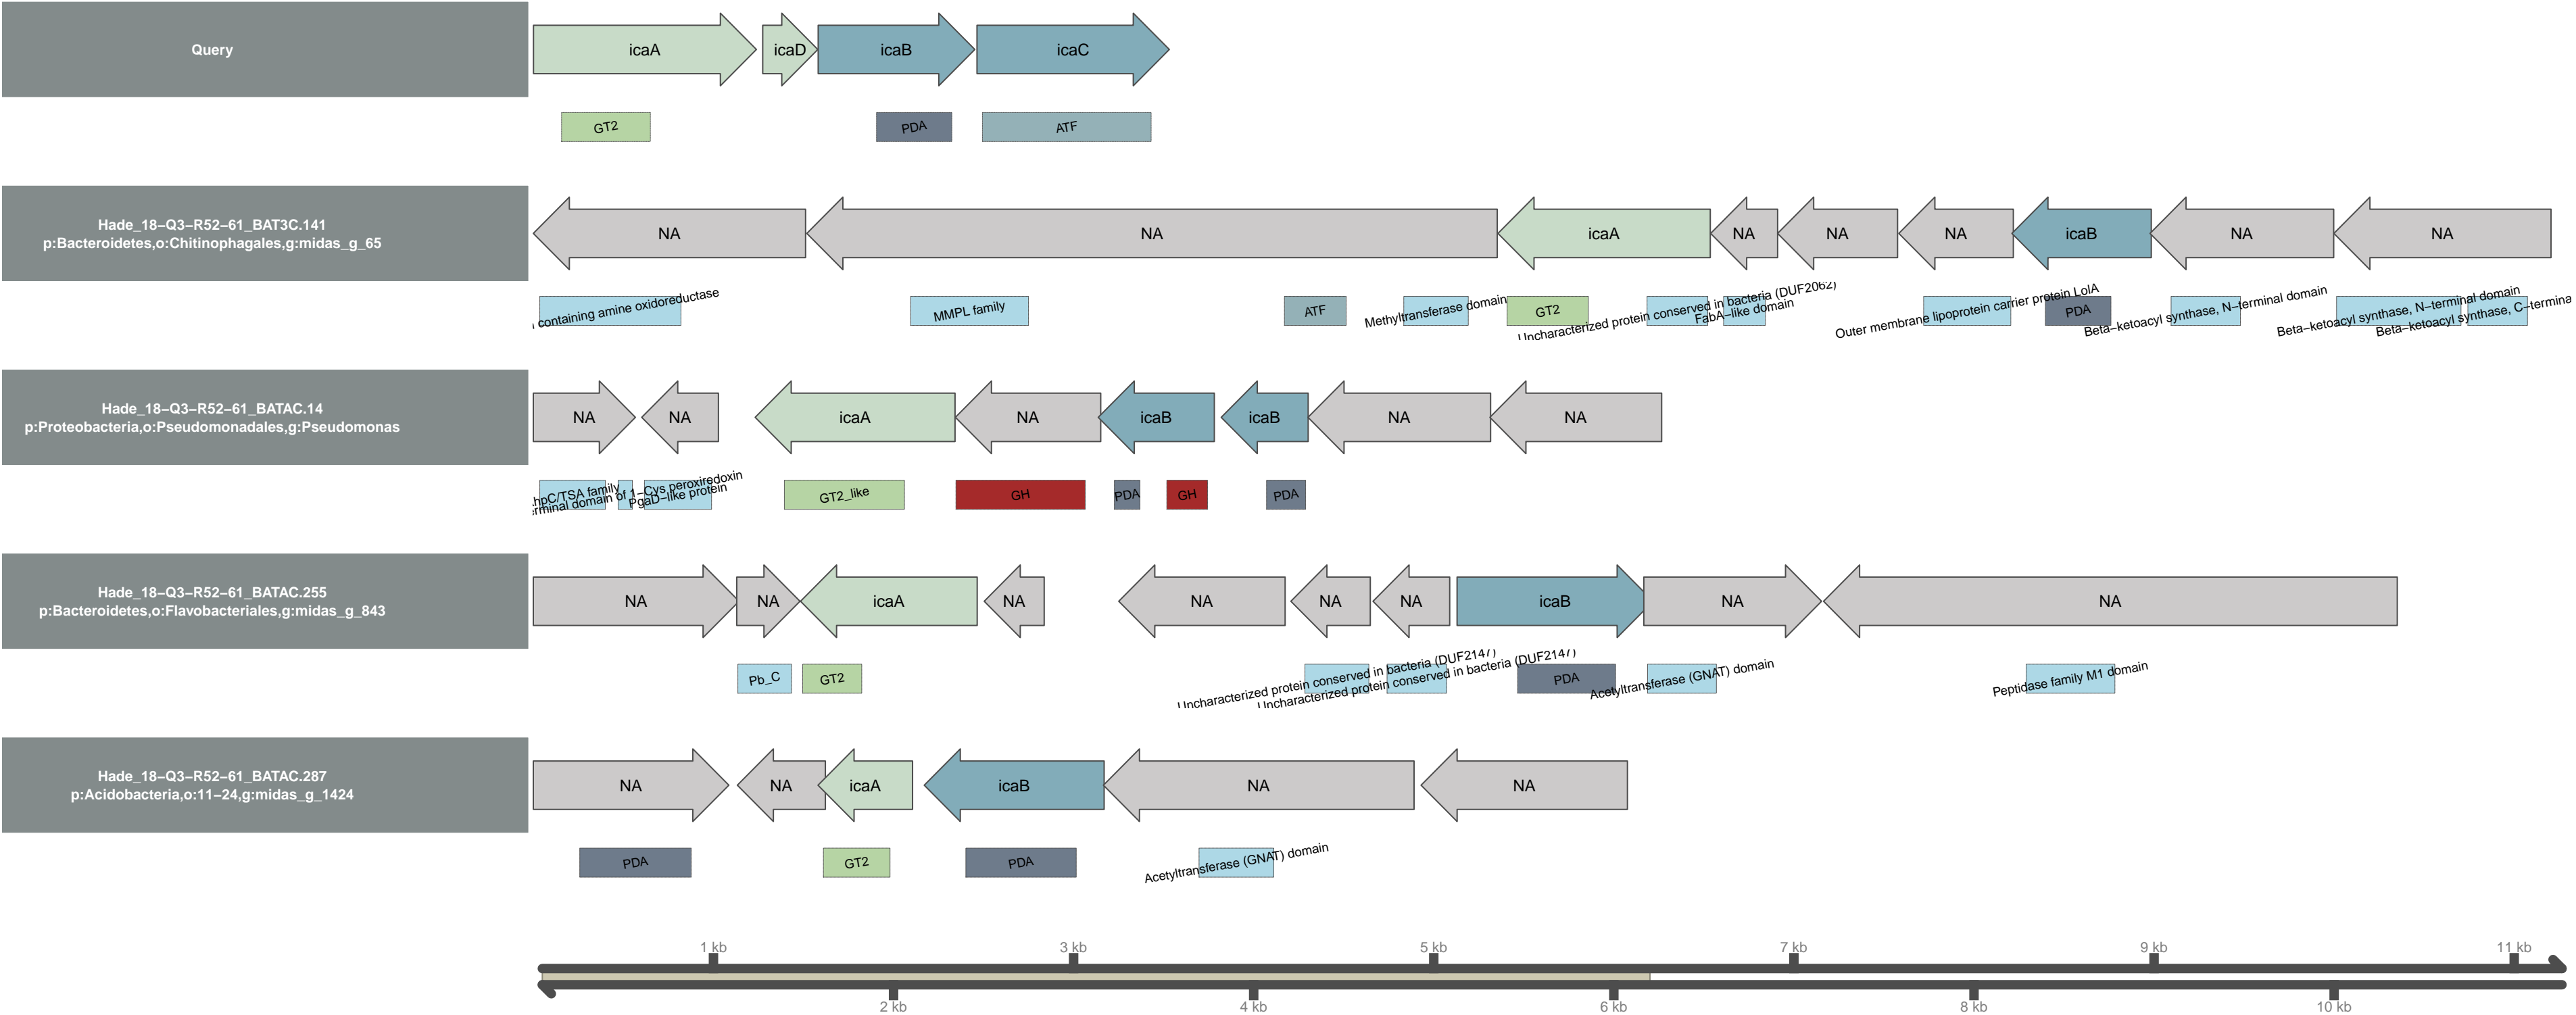 Query
icaA
icaD
icaB
icaC
GT2
PDA
ATF
Hade_18–Q3–R52–61_BAT3C.141
p:Bacteroidetes,o:Chitinophagales,g:midas_g_65
NA
NA
icaA
NA
NA
NA
icaB
NA
NA
containing amine oxidoreductase
MMPL family
ATF
Methyltransferase domain
GT2
Uncharacterized protein conserved in bacteria (DUF2062)
FabA–like domain
Outer membrane lipoprotein carrier protein LolA
PDA
Beta–ketoacyl synthase, N–terminal domain
Beta–ketoacyl synthase, N–terminal domain
Beta–ketoacyl synthase, C–termina
Hade_18–Q3–R52–61_BATAC.14
p:Proteobacteria,o:Pseudomonadales,g:Pseudomonas
NA
NA
icaA
NA
icaB
icaB
NA
NA
hpC/TSA family
erminal domain of 1–Cys peroxiredoxin
PgaD–like protein
GT2_like
GH
PDA
GH
PDA
Hade_18–Q3–R52–61_BATAC.255
p:Bacteroidetes,o:Flavobacteriales,g:midas_g_843
NA
NA
icaA
NA
NA
NA
NA
icaB
NA
NA
Pb_C
GT2
Uncharacterized protein conserved in bacteria (DUF2147)
Uncharacterized protein conserved in bacteria (DUF2147)
PDA
Acetyltransferase (GNAT) domain
Peptidase family M1 domain
Hade_18–Q3–R52–61_BATAC.287
p:Acidobacteria,o:11–24,g:midas_g_1424
NA
NA
icaA
icaB
NA
NA
PDA
GT2
PDA
Acetyltransferase (GNAT) domain
1 kb
3 kb
5 kb
7 kb
9 kb
11 kb
2 kb
4 kb
6 kb
8 kb
10 kb